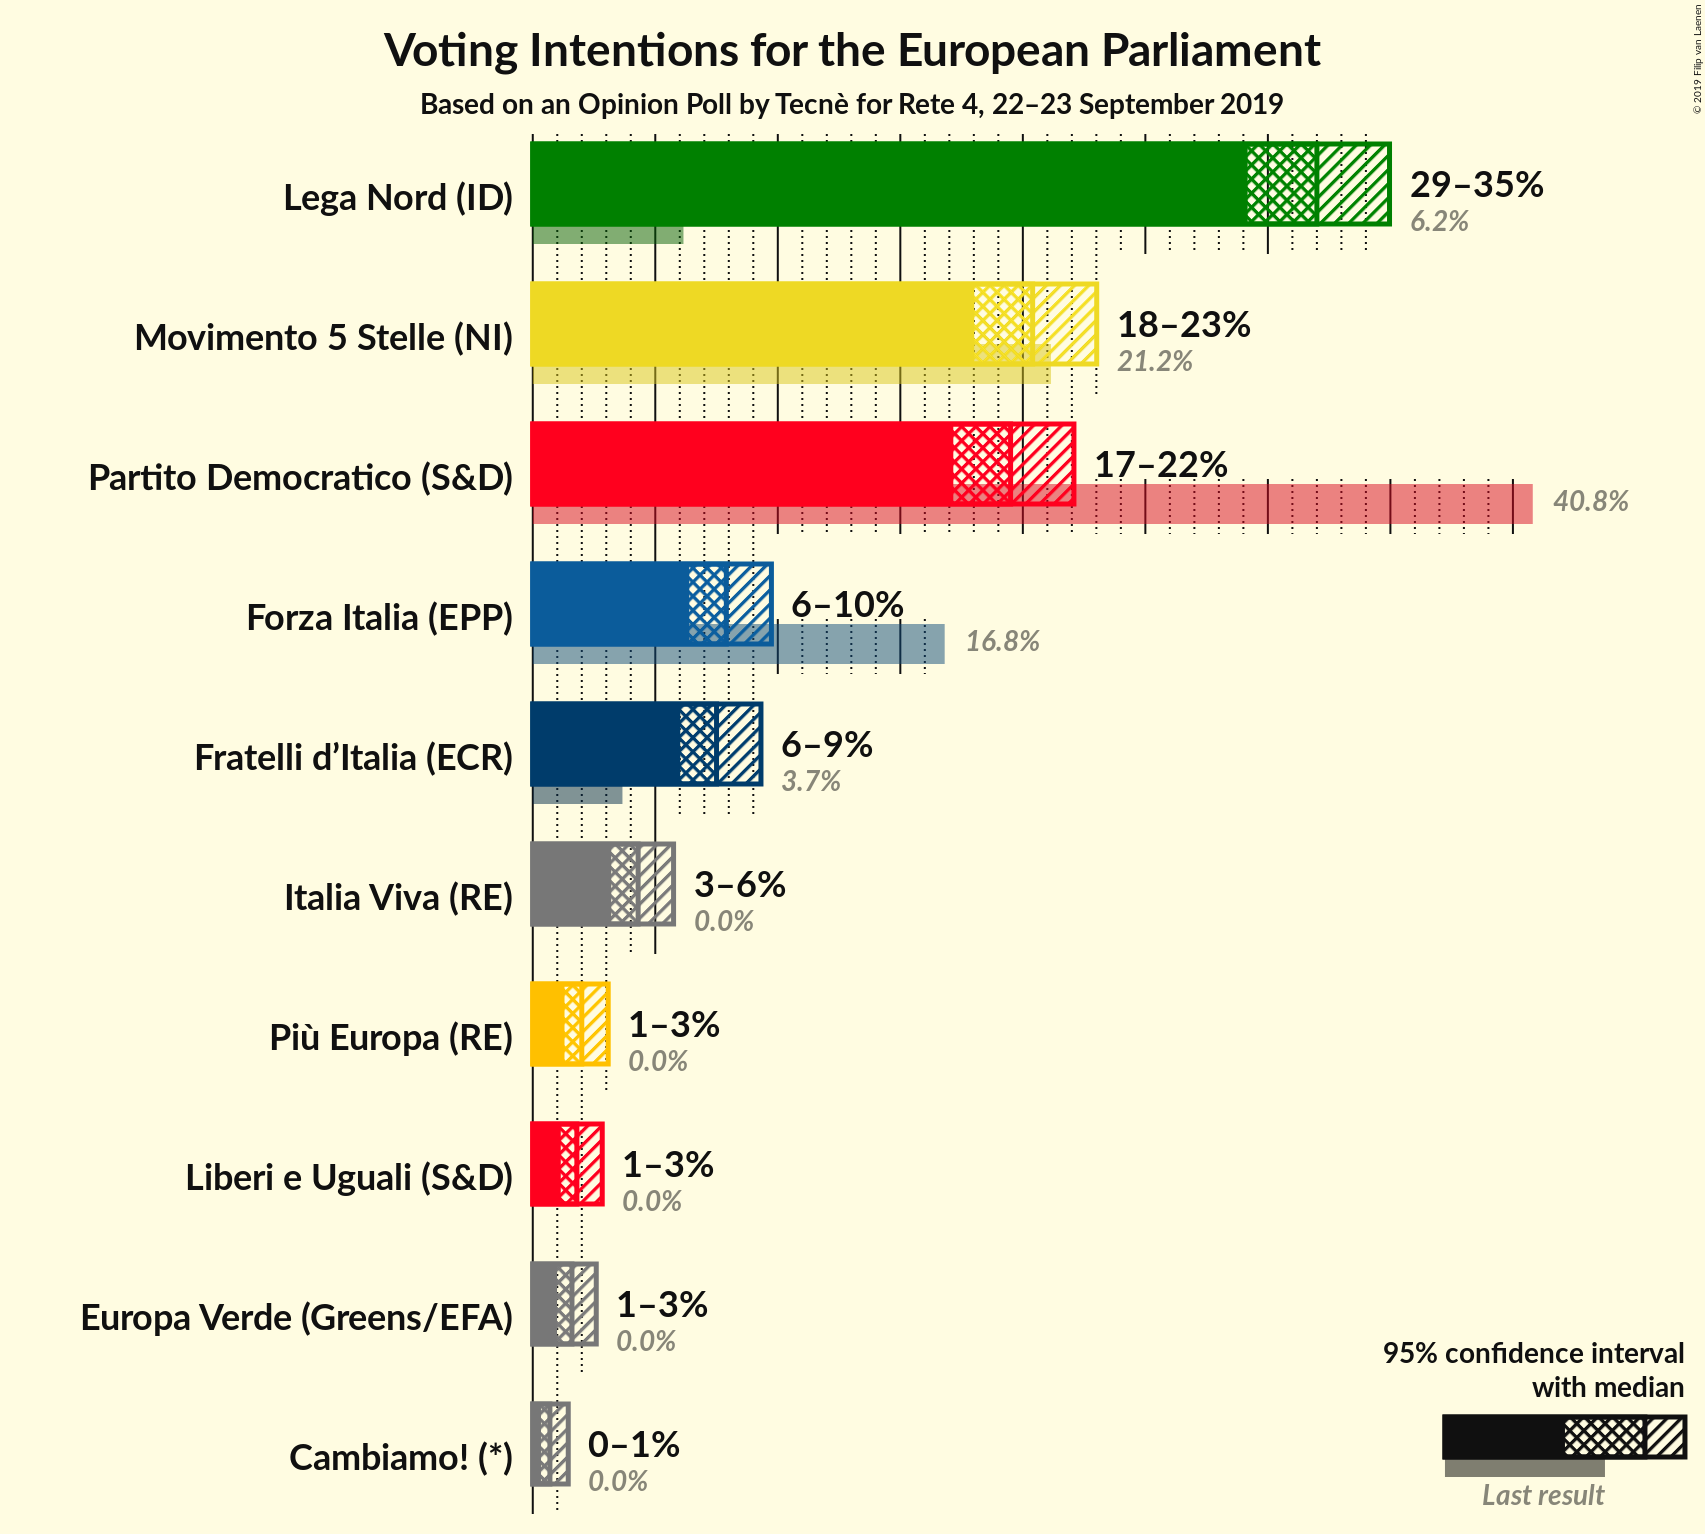 Voting Intentions for the European Parliament
Based on an Opinion Poll by Tecnè for Rete 4, 22–23 September 2019
© 2019 Filip van Laenen
Lega Nord (ID)
29–35%
6.2%
Movimento 5 Stelle (NI)
18–23%
21.2%
Partito Democratico (S&D)
17–22%
40.8%
Forza Italia (EPP)
6–10%
16.8%
Fratelli d’Italia (ECR)
6–9%
3.7%
Italia Viva (RE)
3–6%
0.0%
Più Europa (RE)
1–3%
0.0%
Liberi e Uguali (S&D)
1–3%
0.0%
Europa Verde (Greens/EFA)
1–3%
0.0%
Cambiamo! (*)
0–1%
0.0%
95% confidence interval
with median
Last result